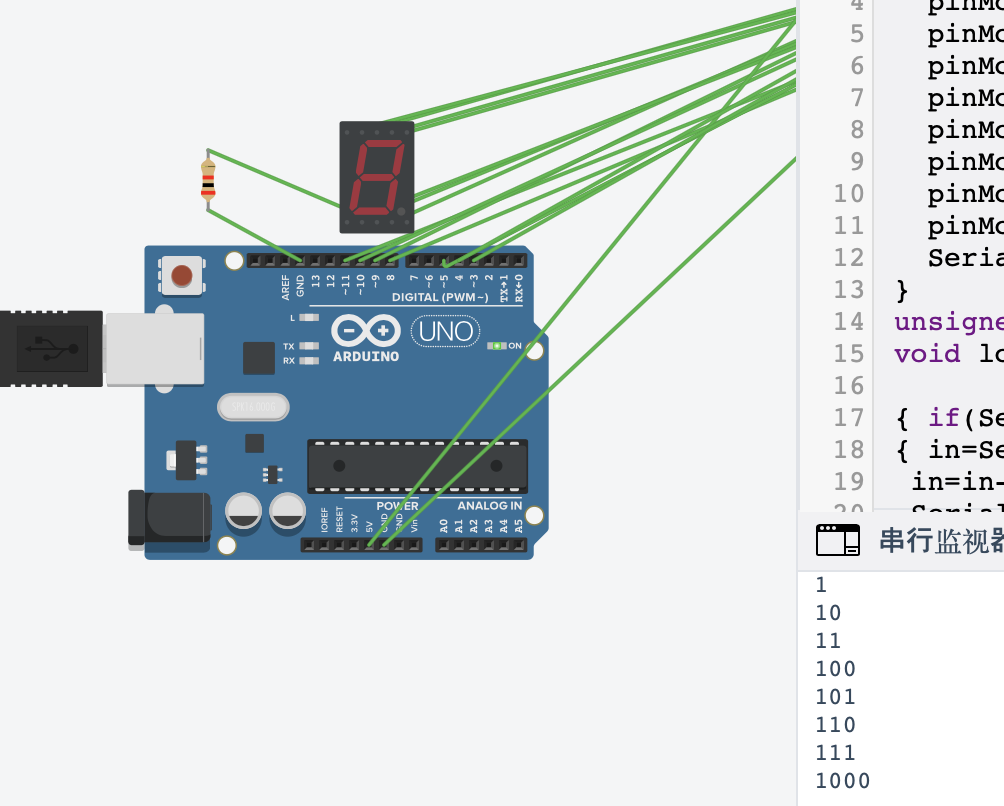 AREF
GND
13
12
~11
~10
~9
8
7
~6
~5
4
~3
2
TX→1
RX←0
DIGITAL (PWM~)
L
TX
RX
ARDUINO
UNO
ON
POWER
ANALOG IN
IOREF
RESET
3.3V
5V
GND
GND
Vin
A0
A1
A2
A3
A4
A5
4 pinMo
5 pinMo
6 pinMo
7 pinMo
8 pinMo
9 pinMo
10 pinMo
11 pinMo
12 Seria
13 }
14 unsigne
15 void lo
16
17 { if(Se
18 { in=Se
19 in=in-
20 Serial
串行监视器
1
10
11
100
101
110
111
1000